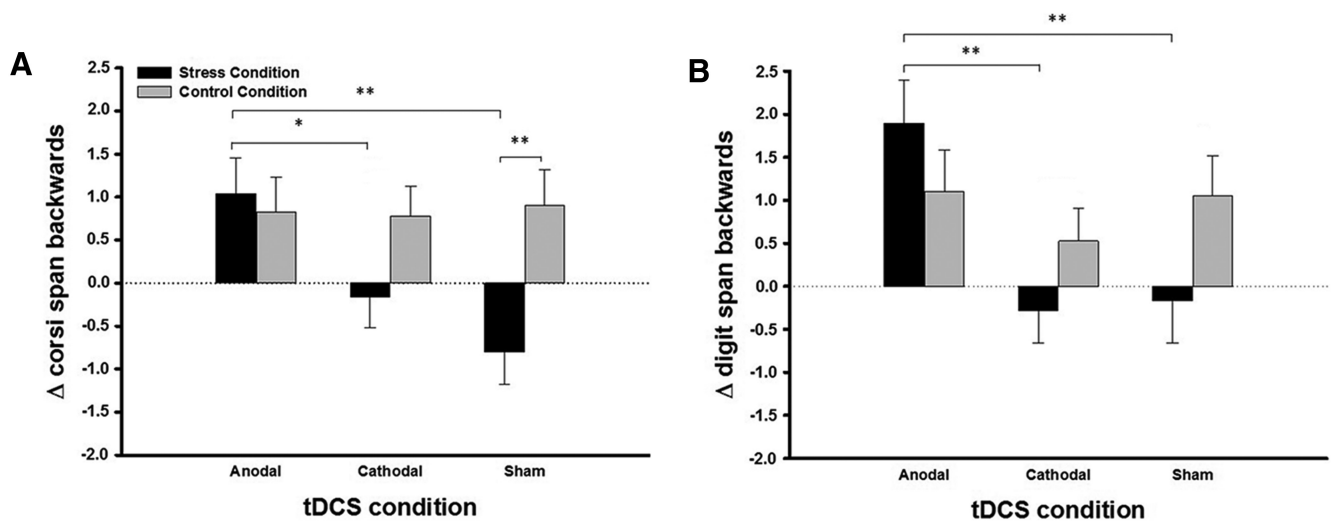 A
Δ corsi span backwards
2.5
2.0
1.5
1.0
0.5
0.0
-0.5
-1.0
-1.5
-2.0
Stress Condition
Control Condition
**
*
**
Anodal Cathodal Sham
tDCS condition
B
Δ digit span backwards
2.5
2.0
1.5
1.0
0.5
0.0
-0.5
-1.0
-1.5
-2.0
**
**
Anodal Cathodal Sham
tDCS condition